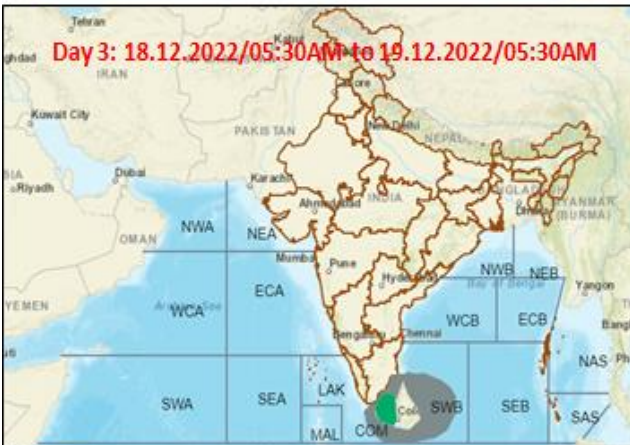 Tehran
Kabul
Day 3: 18.12.2022/05:30AM to 19.12.2022/05:30AM
IRAN
Lahore
Kuwait City
PAKISTAN
New Delhi
NEPAL
Riyadh
Dubai
Karachi
Ahmedabad
INDIA
BANGLADESH
Dhaka
MYANMAR
(BURMA)
OMAN
NWA
NEA
Mumbai
Pune
Hyderabad
NWB
NEB
Bay of Bengal
YEMEN
Yangon
ECA
WCA
Arabian Sea
WCB
ECB
Bengaluru
Chennai
NAS
SWA
SEA
LAK
Col
SWB
SEB
SAS
MAL
COM